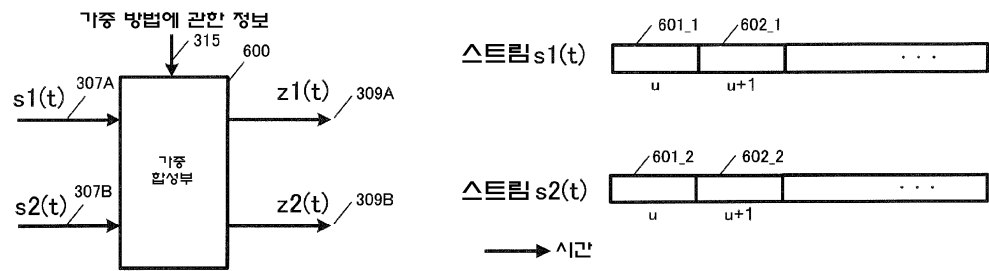 가중 방법에 관한 정보
315
600
307A
s1(t)
z1(t)
309A
가중
합성부
307B
s2(t)
z2(t)
309B
601_1
602_1
스트림 s1(t)
· · ·
u
u+1
601_2
602_2
스트림 s2(t)
· · ·
u
u+1
시간